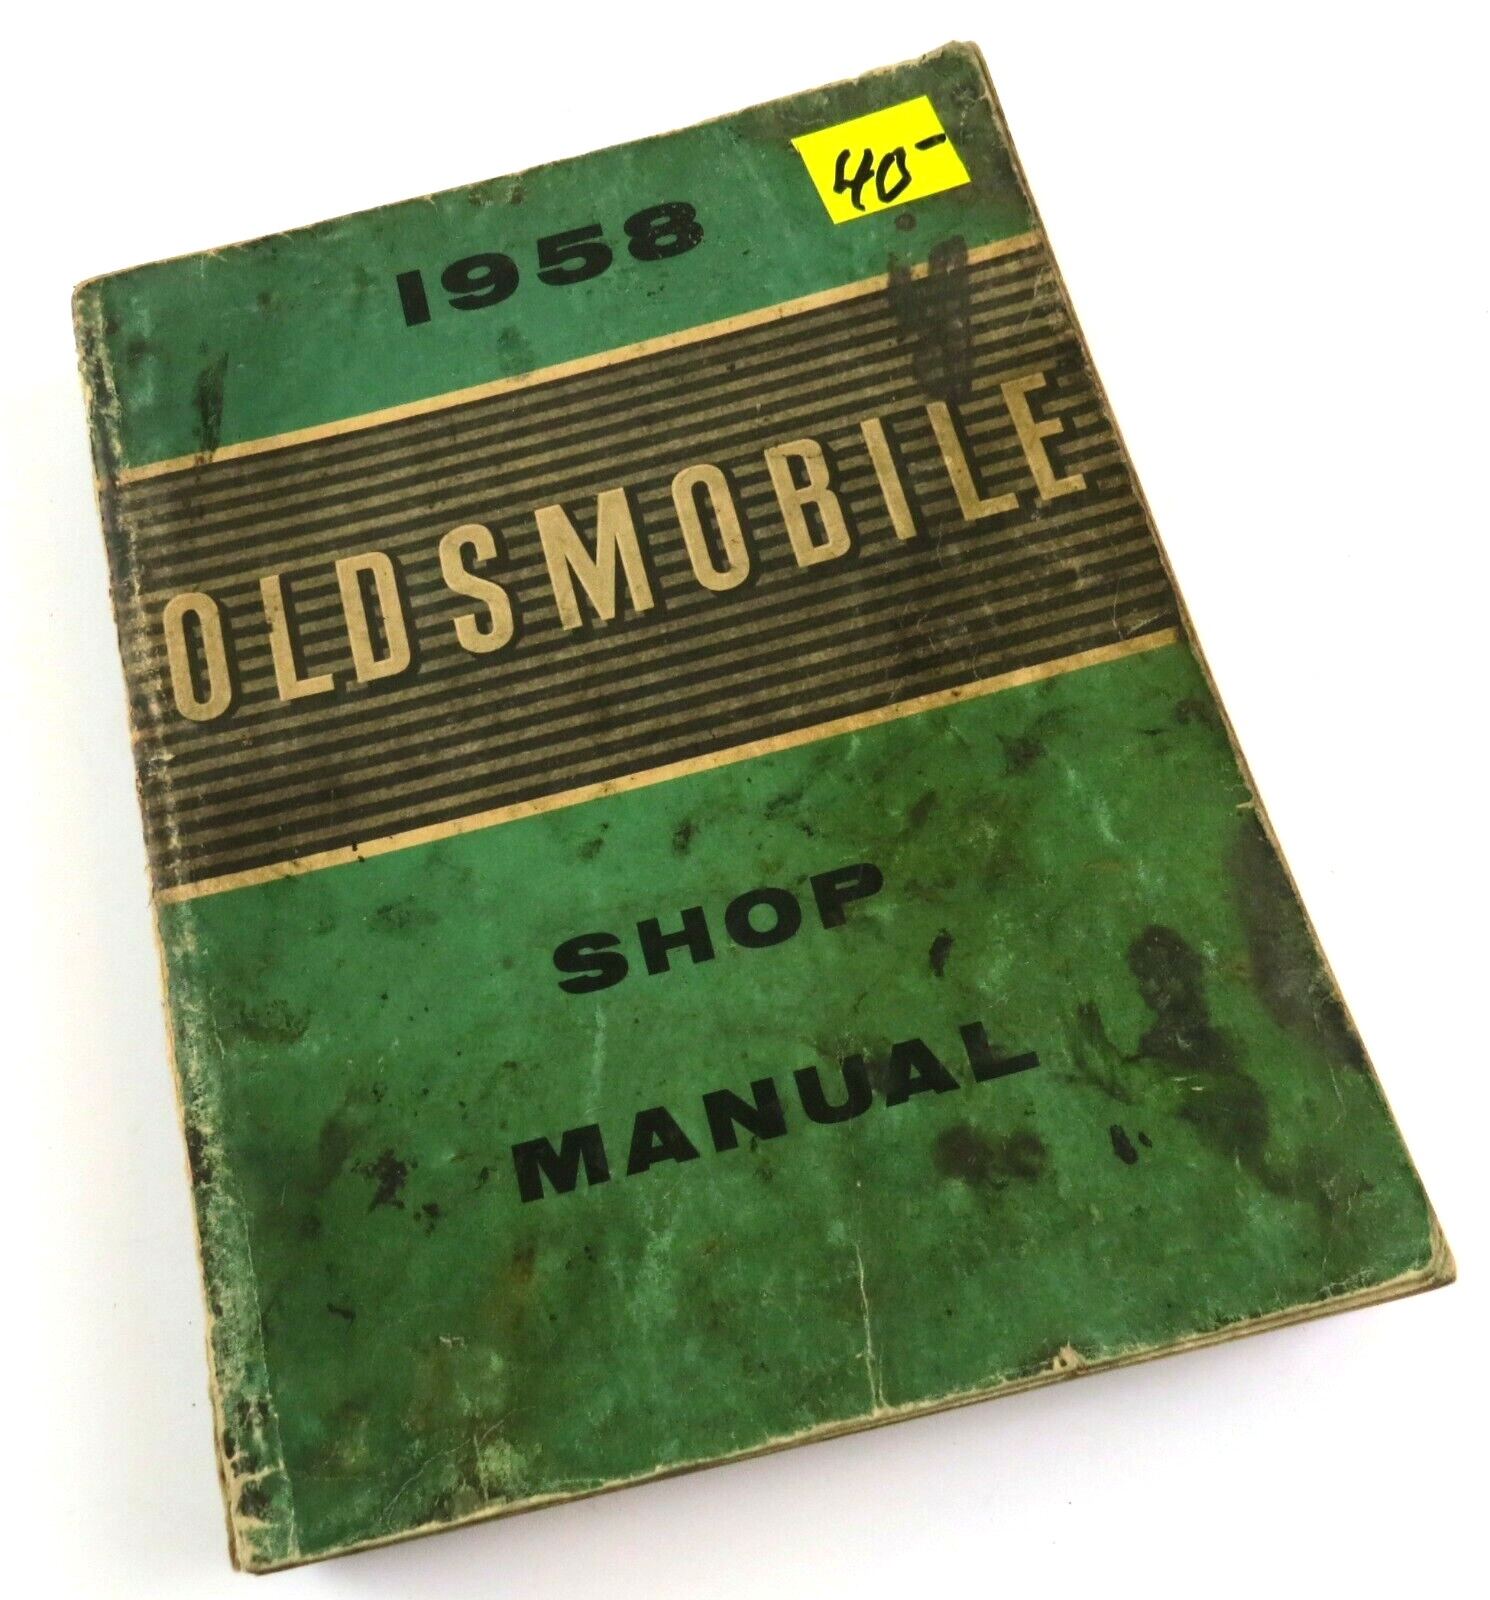 40-
1958
OLDSMOBILE
SHOP
MANUAL